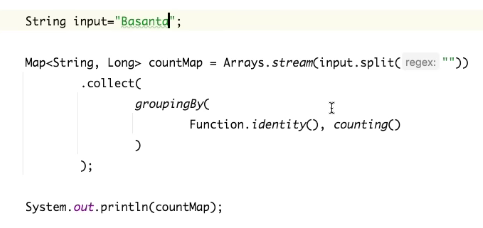 String input="Basanta";
Map<String, Long> countMap = Arrays.stream(input.split( regex: ""))
.collect(
groupingBy(
Function.identity(), counting()
)
);
System.out.println(countMap);